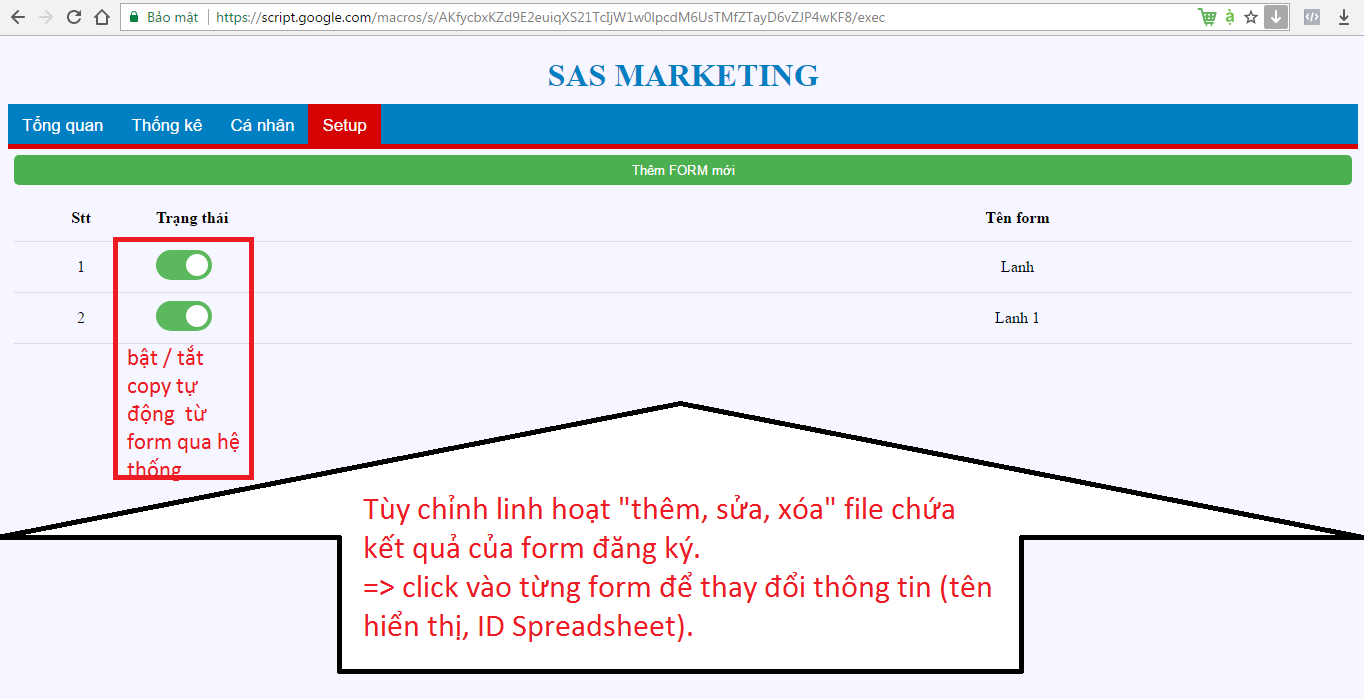 Bảo mật https://script.google.com/macros/s/AKfycbxKZd9E2euiqXS21TcIjW1w0IpcdM6UsTMfZTayD6vZJP4wKF8/exec
SAS MARKETING
Tổng quan Thống kê Cá nhân Setup
Thêm FORM mới
Stt Trạng thái Tên form
1 Lanh
2 Lanh 1
bật / tắt
copy tự
động từ
form qua hệ
thống
Tùy chỉnh linh hoạt "thêm, sửa, xóa" file chứa
kết quả của form đăng ký.
=> click vào từng form để thay đổi thông tin (tên
hiển thị, ID Spreadsheet).